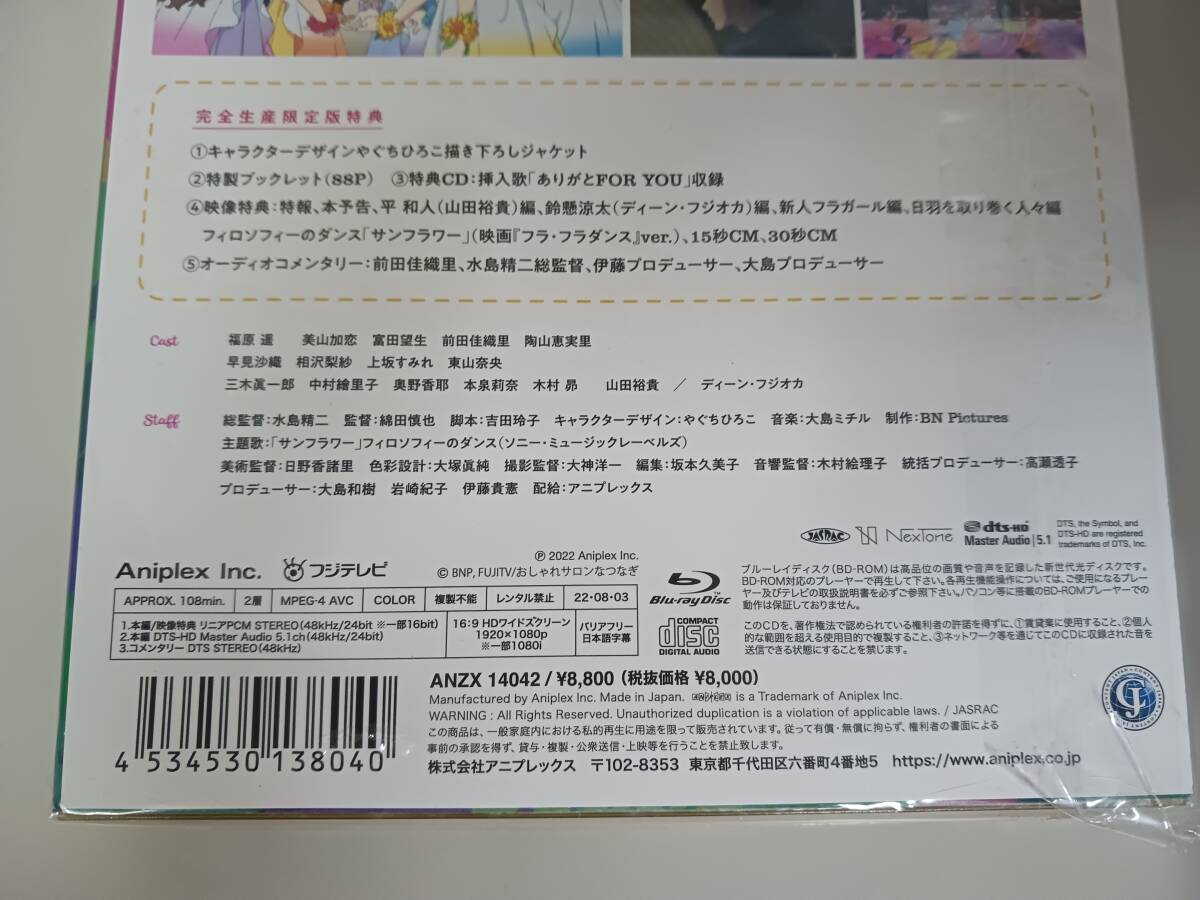 完全生産限定版特典
①キャラクターデザインやぐちひろこ描き下ろしジャケット
②特製ブックレット(88P) ③特典CD:挿入歌「ありがとFOR YOU」収録
④映像特典:特報、本予告、平 和人(山田裕貴)編、鈴懸涼太(ディーン・フジオカ)編、新人フラガール編、日羽を取り巻く人々編
フィロソフィーのダンス「サンフラワー」(映画『フラ・フラダンス』ver.)、15秒CM、30秒CM
⑤オーディオコメンタリー:前田佳織里、水島精二総監督、伊藤プロデューサー、大島プロデューサー
Cast
福原 遥 美山加恋 富田望生 前田佳織里 陶山恵実里
早見沙織 相沢梨紗 上坂すみれ 東山奈央
三木眞一郎 中村繪里子 奥野香耶 本泉莉奈 木村 昴 山田裕貴 / ディーン・フジオカ
Staff
総監督:水島精二 監督:綿田慎也 脚本:吉田玲子 キャラクターデザイン:やぐちひろこ 音楽:大島ミチル 制作:BN Pictures
主題歌:「サンフラワー」フィロソフィーのダンス(ソニー・ミュージックレーベルズ)
美術監督:日野香諸里 色彩設計:大塚眞純 撮影監督:大神洋一 編集:坂本久美子 音響監督:木村絵理子 統括プロデューサー:高瀬透子
プロデューサー:大島和樹 岩崎紀子 伊藤貴憲 配給:アニプレックス
JASRAC NexTone dts-HD Master Audio | 5.1
DTS, the Symbol, and
DTS-HD are registered
trademarks of DTS, Inc.
Aniplex Inc. フジテレビ
Ⓟ 2022 Aniplex Inc.
© BNP, FUJITV/おしゃれサロンなつなぎ
APPROX. 108min. 2層 MPEG-4 AVC COLOR 複製不能 レンタル禁止 22・08・03
1.本編/映像特典 リニアPCM STEREO(48kHz/24bit ※一部16bit)
2.本編 DTS-HD Master Audio 5.1ch(48kHz/24bit)
3.コメンタリー DTS STEREO(48kHz)
16:9 HDワイドスクリーン
1920×1080p
※一部1080i
バリアフリー
日本語字幕
Blu-ray Disc
COMPACT
disc
DIGITAL AUDIO
ブルーレイディスク(BD-ROM)は高品位の画質や音声を記録した新世代光ディスクです。
BD-ROM対応のプレーヤーで再生して下さい。各再生機能操作については、ご使用になるプレー
ヤー及びテレビの取扱説明書を必ずご参照下さい。パソコン等に搭載のBD-ROMプレーヤーでの
動作は保証しておりません。
このCDを、著作権法で認められている権利者の許諾を得ずに、①賃貸業に使用すること、②個人
的な範囲を超える使用目的で複製すること、③ネットワーク等を通じてこのCDに収録された音を
送信できる状態にすることを禁じます。
ANZX 14042/¥8,800 (税抜価格 ¥8,000)
Manufactured by Aniplex Inc. Made in Japan. is a Trademark of Aniplex Inc.
WARNING : All Rights Reserved. Unauthorized duplication is a violation of applicable laws. / JASRAC
この商品は、一般家庭内における私的再生に用途を限って販売されています。従って有償・無償に拘らず、権利者の書面による
事前の承認を得ず、貸与・複製・公衆送信・上映等を行うことを禁止致します。
株式会社アニプレックス 〒102-8353 東京都千代田区六番町4番地5 https://www.aniplex.co.jp
4 534530 138040